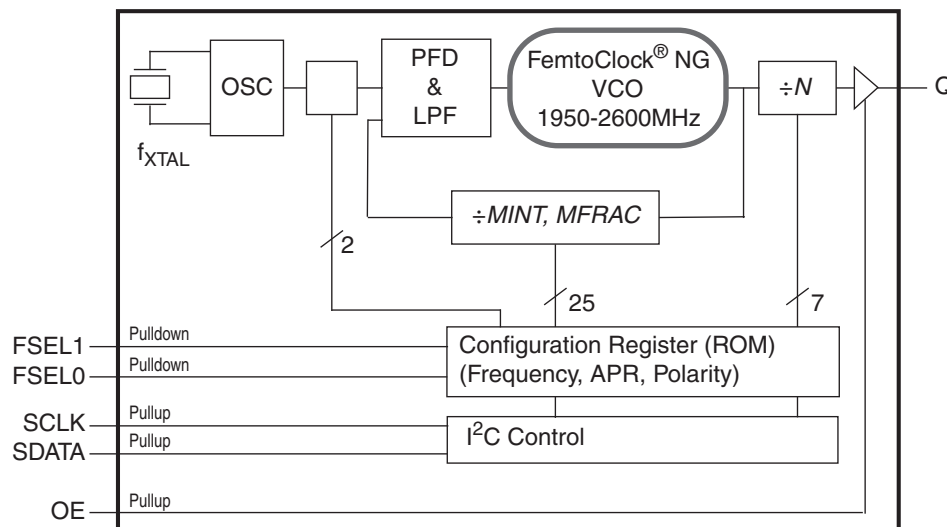 PFD
&
LPF
FemtoClock® NG
VCO
1950-2600MHz
OSC
÷N
Q
fXTAL
÷MINT, MFRAC
2
25
7
FSEL1
Pulldown
FSEL0
Pulldown
Configuration Register (ROM)
(Frequency, APR, Polarity)
SCLK
Pullup
SDATA
Pullup
I²C Control
OE
Pullup